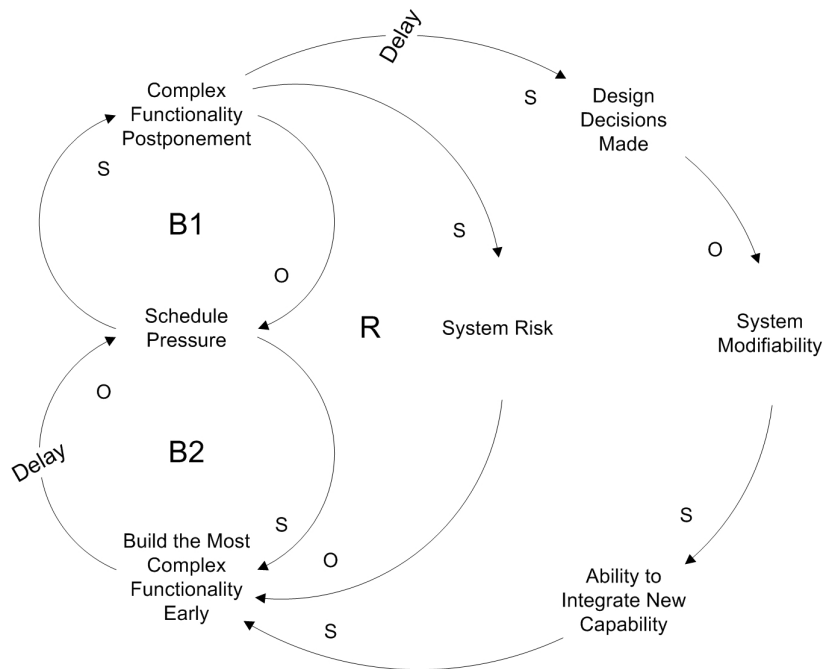 Delay
Complex
Functionality
Postponement
S
Design
Decisions
Made
S
B1
S
O
O
Schedule
Pressure
R
System Risk
System
Modifiability
O
B2
Delay
S
S
Build the Most
Complex
Functionality
Early
O
Ability to
Integrate New
Capability
S